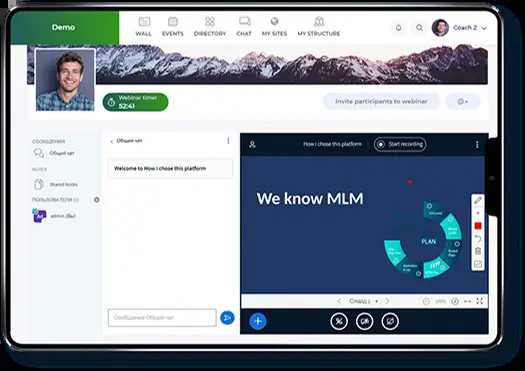 Demo
WALL
EVENTS
DIRECTORY
CHAT
MY SITES
MY STRUCTURE
Coach Z
Webinar timer
52:41
Invite participants to webinar
СООБЩЕНИЯ
Общий чат
NOTES
Shared Notes
ПОЛЬЗОВАТЕЛИ (1)
admin (Вы)
Общий чат
Welcome to How i chose this platform
Сообщение Общий чат
How i chose this platform
Start recording
We know MLM
PLAN
Слайд 1
100%